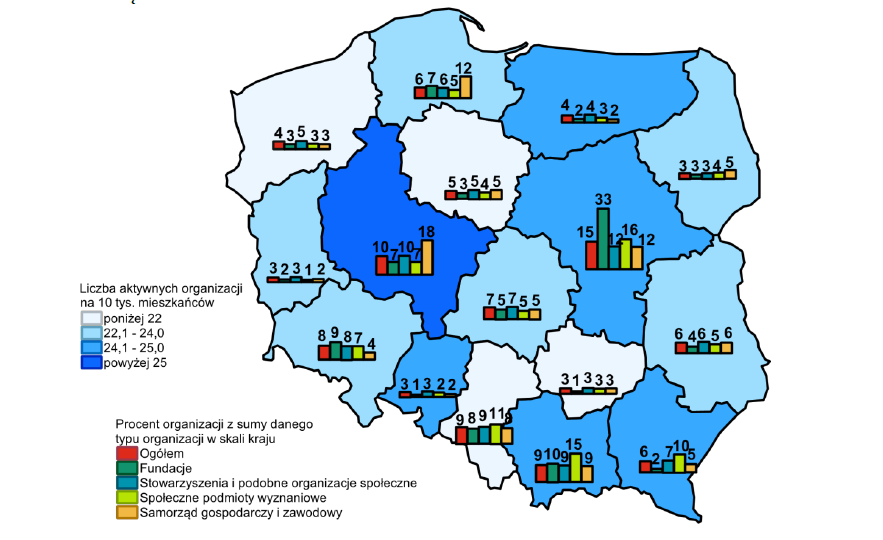 6 7 6 5 12
4 2 4 3 2
4 3 5 3 3
3 3 3 4 5
5 3 5 4 5
33
15 12 16 12
18
10 7 10 7
3 2 3 1 2
Liczba aktywnych organizacji
na 10 tys. mieszkańców
poniżej 22
22,1 - 24,0
24,1 - 25,0
powyżej 25
7 5 7 5 5
8 9 8 7 4
6 4 6 5 6
3 1 3 2 2
3 1 3 3 3
9 8 9 11 8
15
9 10 9 9
6 2 7 10 5
Procent organizacji z sumy danego
typu organizacji w skali kraju
Ogółem
Fundacje
Stowarzyszenia i podobne organizacje społeczne
Społeczne podmioty wyznaniowe
Samorząd gospodarczy i zawodowy